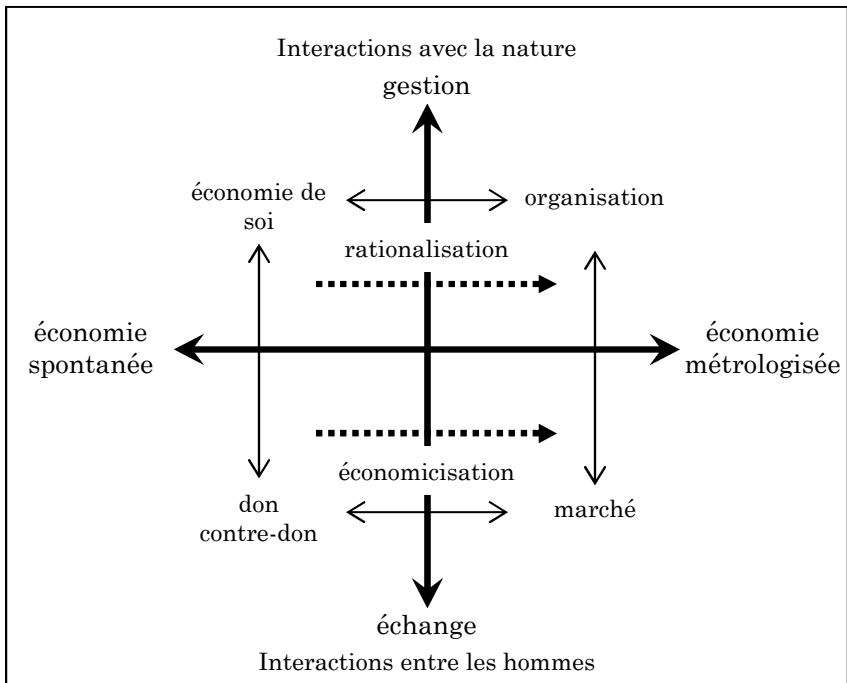 Interactions avec la nature
gestion
économie de
soi
organisation
rationalisation
économie
spontanée
économie
métrologisée
économicisation
don
contre-don
marché
échange
Interactions entre les hommes